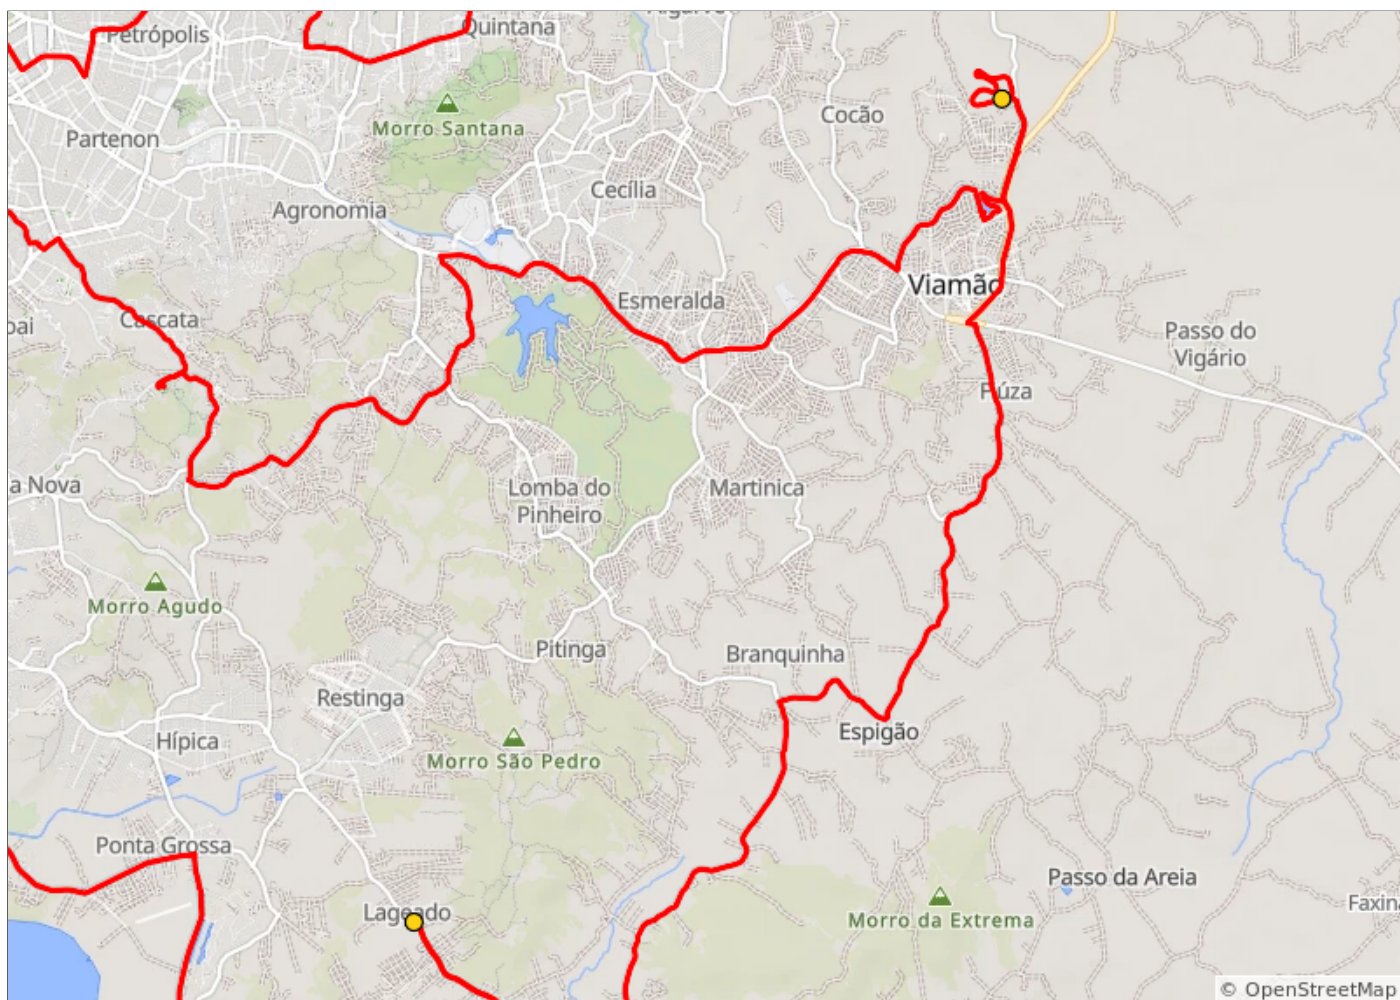 Petrópolis
Quintana
Partenon
Morro Santana
Cocão
Cecília
Agronomia
Viamão
Esmeralda
Cascata
Passo do
Vigário
Fiúza
a Nova
Lomba do
Pinheiro
Martinica
Morro Agudo
Pitinga
Branquinha
Restinga
Hípica
Espigão
Morro São Pedro
Ponta Grossa
Passo da Areia
Lageado
Morro da Extrema
Faxina
© OpenStreetMap